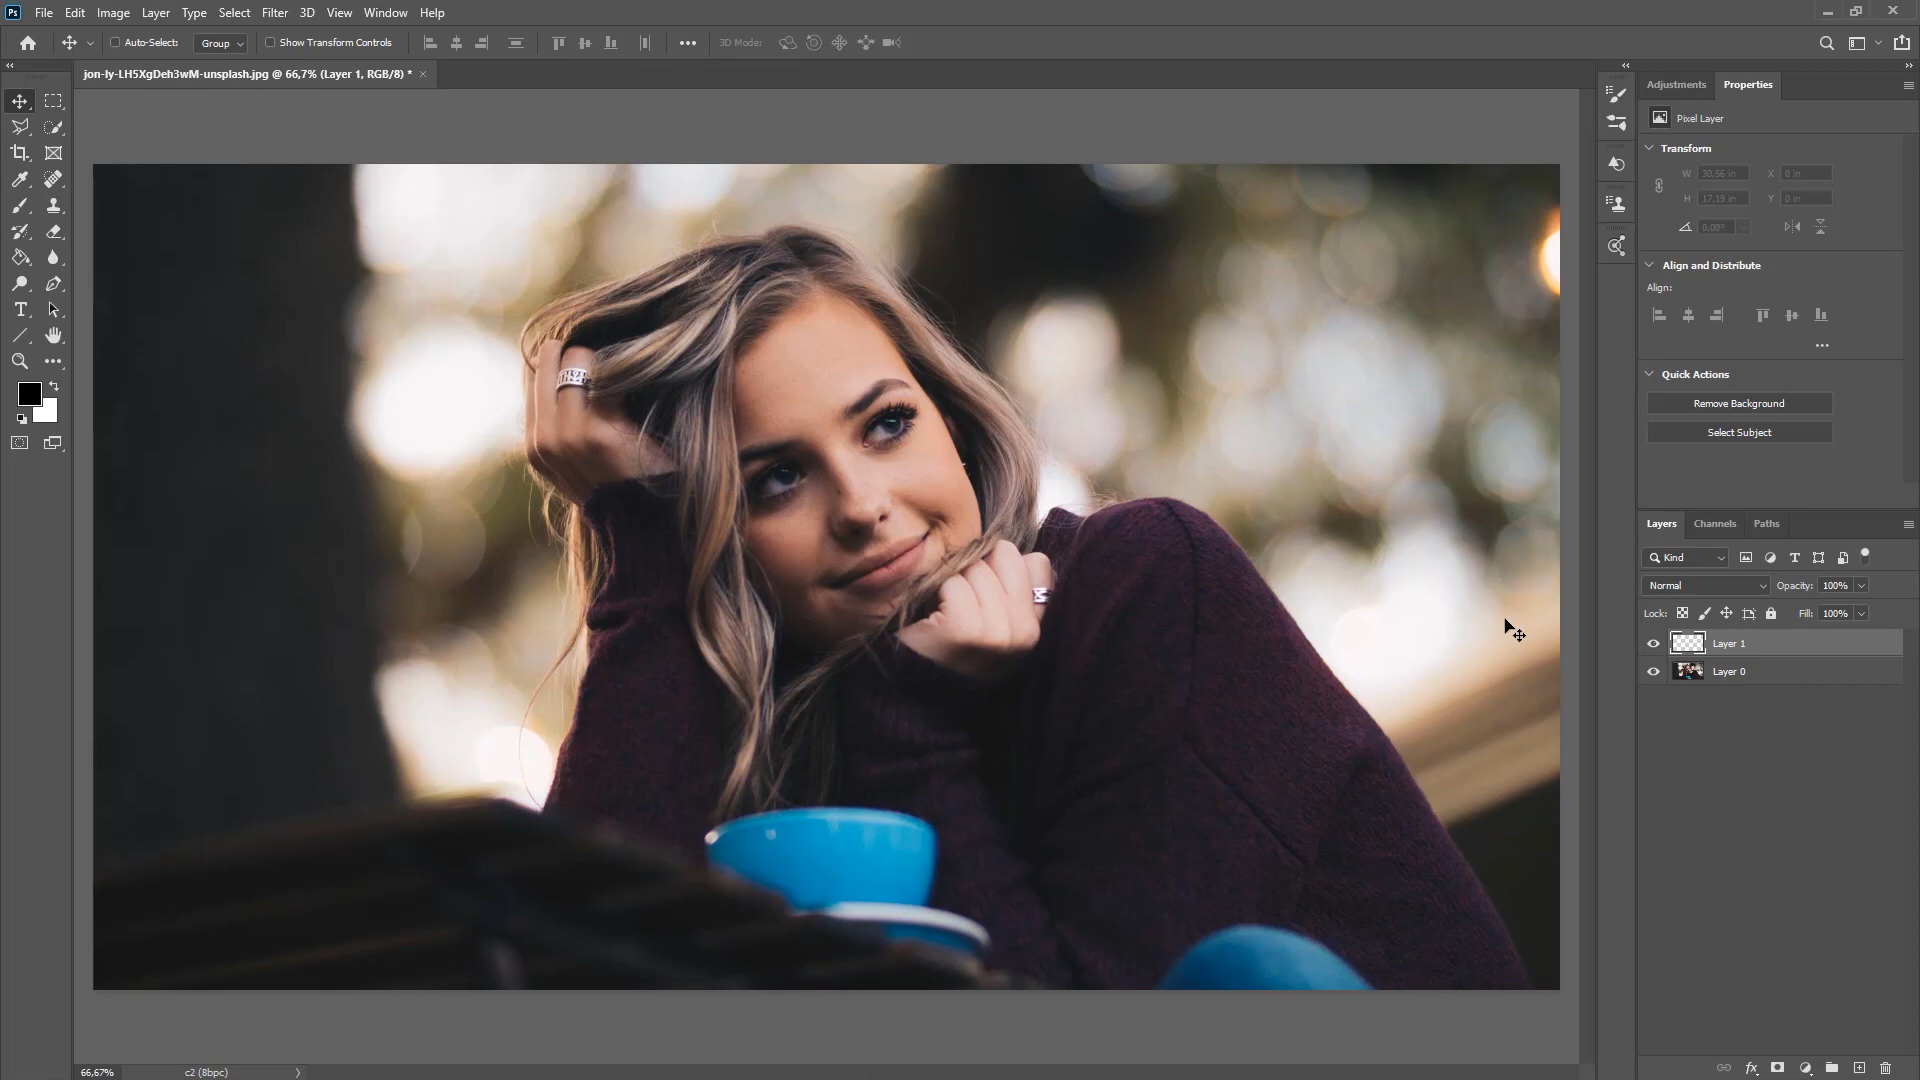 Ps File Edit Image Layer Type Select Filter 3D View Window Help
Auto-Select: Group Show Transform Controls 3D Mode:
jon-ly-LH5XgDeh3wM-unsplash.jpg @ 66,7% (Layer 1, RGB/8) *
Adjustments Properties
Pixel Layer
Transform
W 30.56 in X 0 in
H 17.19 in Y 0 in
0.00°
Align and Distribute
Align:
Quick Actions
Remove Background
Select Subject
Layers Channels Paths
Kind
Normal Opacity: 100%
Lock: Fill: 100%
Layer 1
Layer 0
66,67% c2 (8bpc)
fx